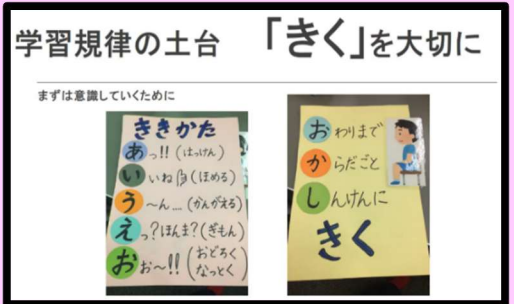 学習規律の土台 「きく」を大切に
まずは意識していくために
ききかた
あっ!!(はっけん)
いいね(ほめる)
う~ん…(かんがえる)
えっ?ほんま?(ぎもん)
おお~!!(おどろく
なっとく)
おわりまで
からだごと
しんけんに
きく